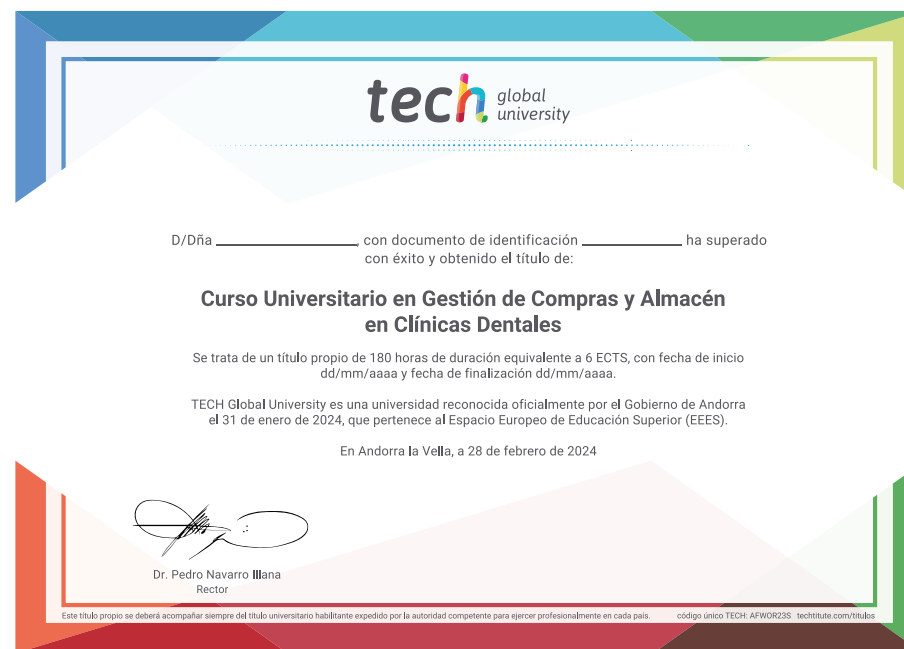 tech global university
D/Dña ____________, con documento de identificación ____________ ha superado
con éxito y obtenido el título de:
Curso Universitario en Gestión de Compras y Almacén
en Clínicas Dentales
Se trata de un título propio de 180 horas de duración equivalente a 6 ECTS, con fecha de inicio
dd/mm/aaaa y fecha de finalización dd/mm/aaaa.
TECH Global University es una universidad reconocida oficialmente por el Gobierno de Andorra
el 31 de enero de 2024, que pertenece al Espacio Europeo de Educación Superior (EEES).
En Andorra la Vella, a 28 de febrero de 2024
Dr. Pedro Navarro Illana
Rector
Este título propio se deberá acompañar siempre del título universitario habilitante expedido por la autoridad competente para ejercer profesionalmente en cada país. código único TECH: AFWOR23S techtitute.com/titulos